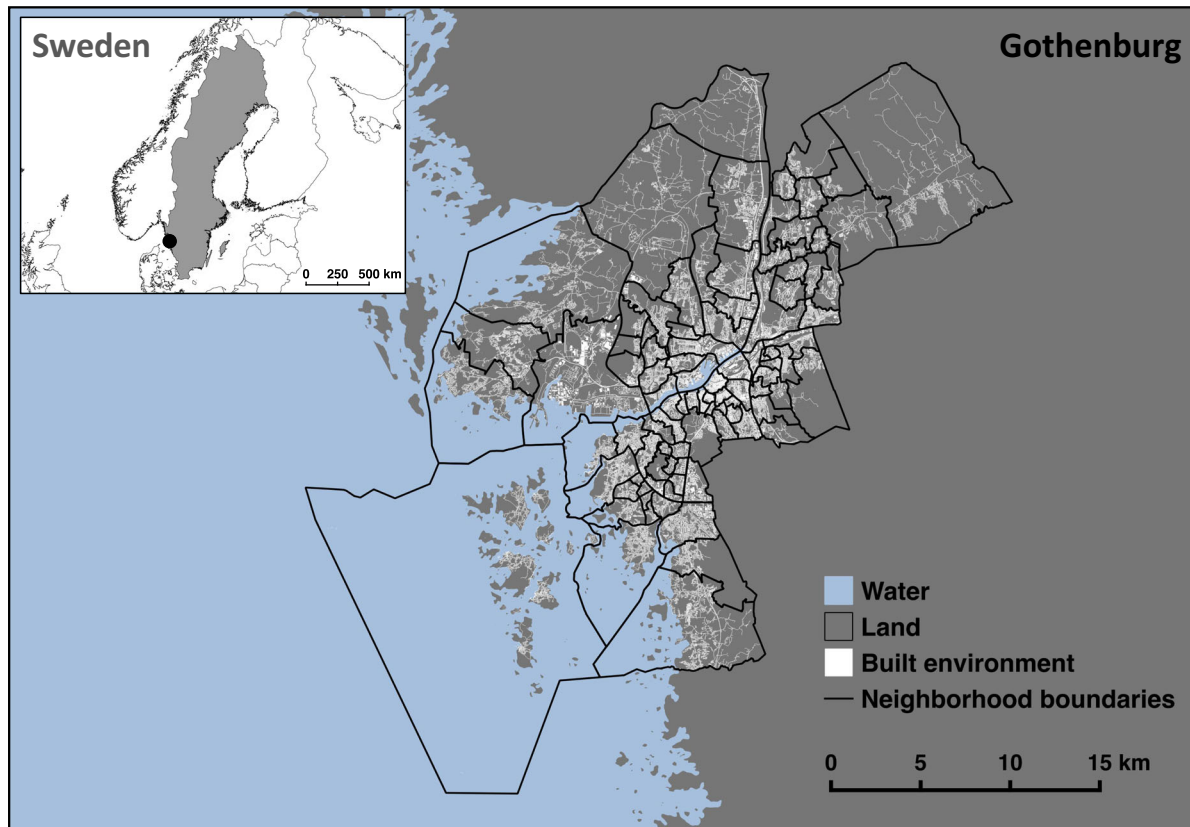 Sweden
Gothenburg
0 250 500 km
Water
Land
Built environment
Neighborhood boundaries
0 5 10 15 km